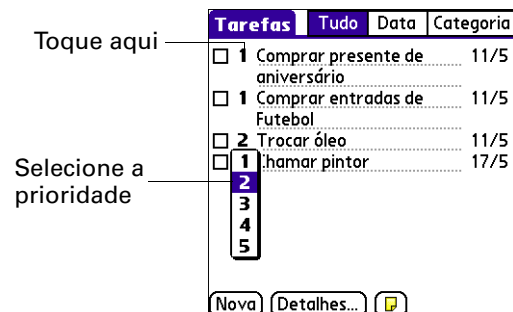 Tarefas Tudo Data Categoria
Toque aqui
1 Comprar presente de 11/5
aniversário
1 Comprar entradas de 11/5
Futebol
2 Trocar óleo 11/5
1 hamar pintor 17/5
Selecione a
prioridade
2
3
4
5
Nova Detalhes...